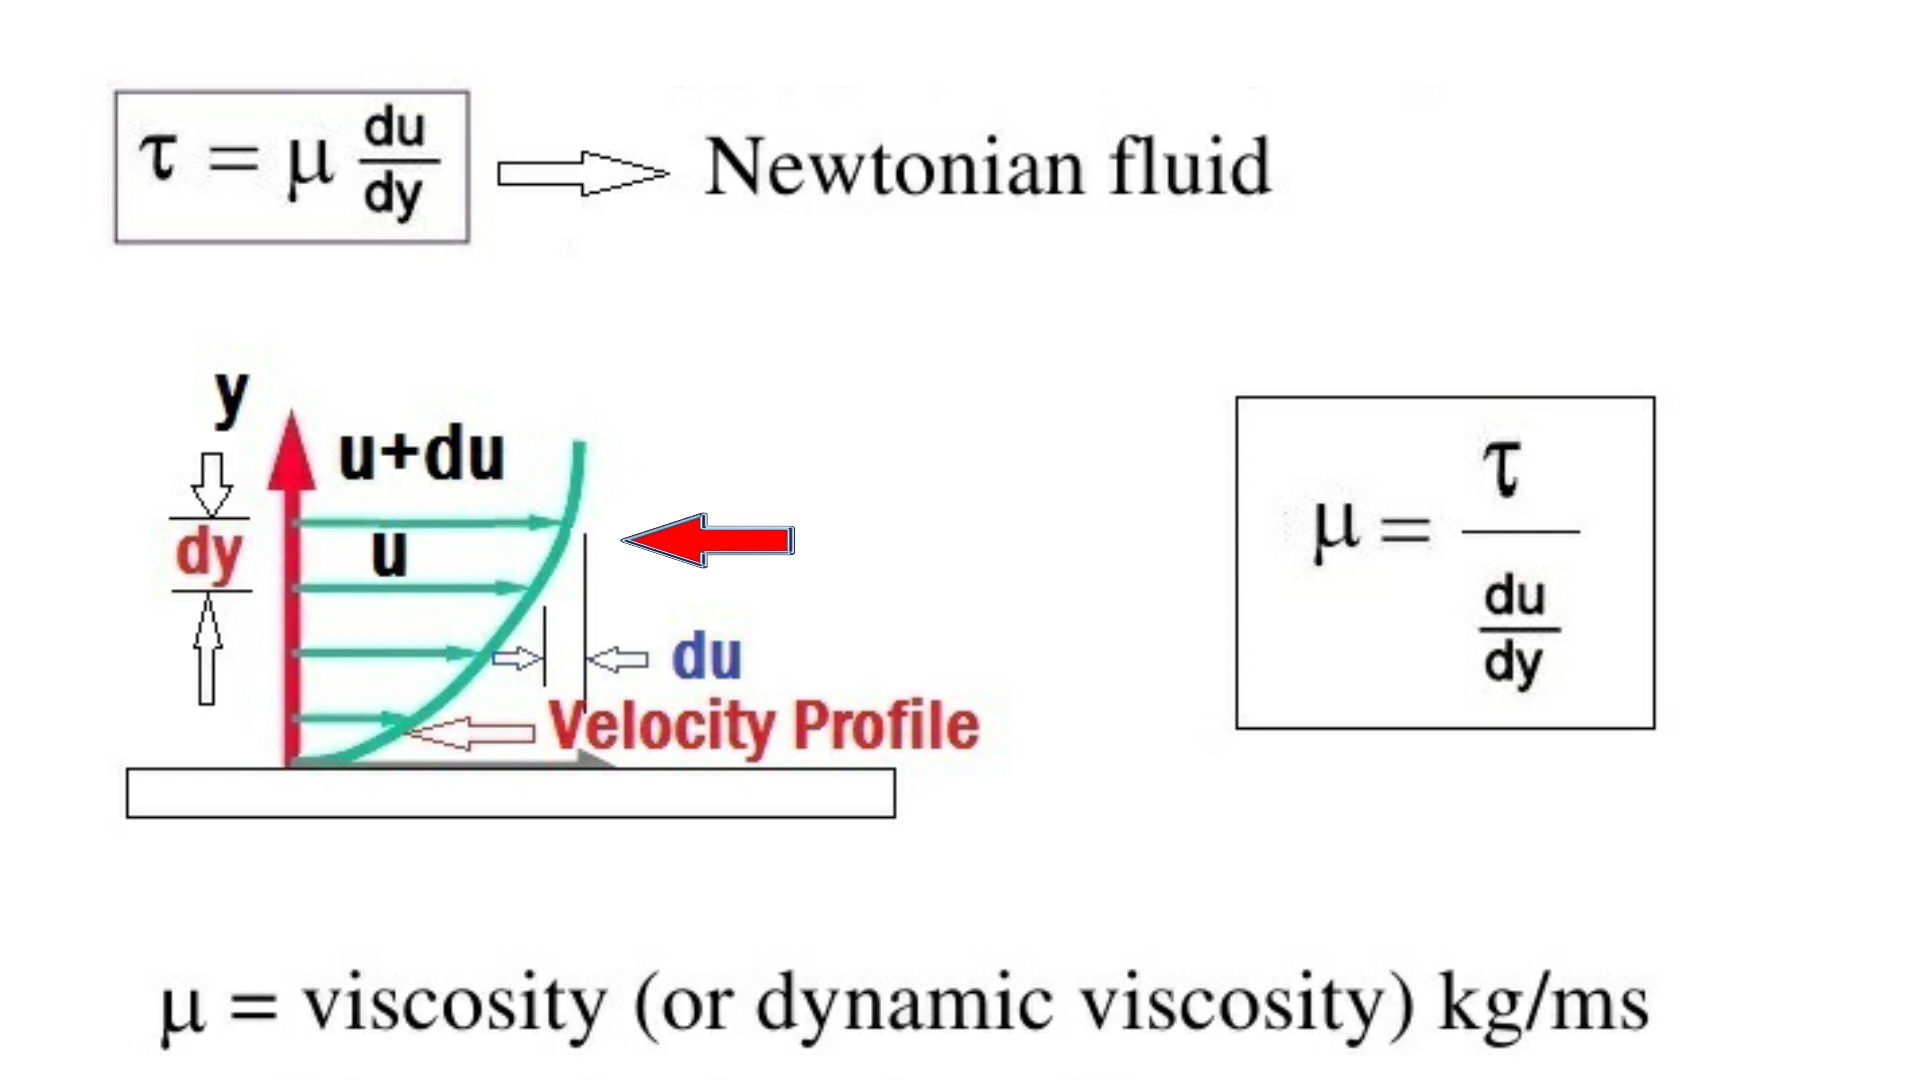 τ = μ du/dy
Newtonian fluid
y
u+du
dy
u
du
Velocity Profile
μ = τ / (du/dy)
μ = viscosity (or dynamic viscosity) kg/ms